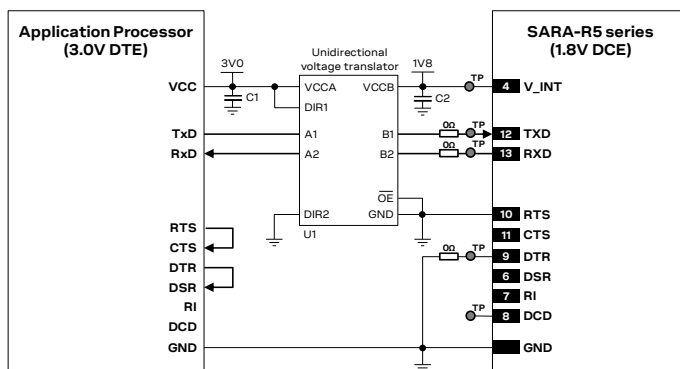 Application Processor
(3.0V DTE)
SARA-R5 series
(1.8V DCE)
Unidirectional
voltage translator
3V0
1V8
VCC
C1
VCCA
VCCB
C2
TP
4
V_INT
DIR1
TxD
A1
B1
0Ω
TP
12
TXD
RxD
A2
B2
0Ω
TP
13
RXD
OE
DIR2
GND
10
RTS
U1
RTS
11
CTS
CTS
0Ω
TP
9
DTR
DTR
6
DSR
DSR
7
RI
RI
TP
8
DCD
DCD
GND
GND